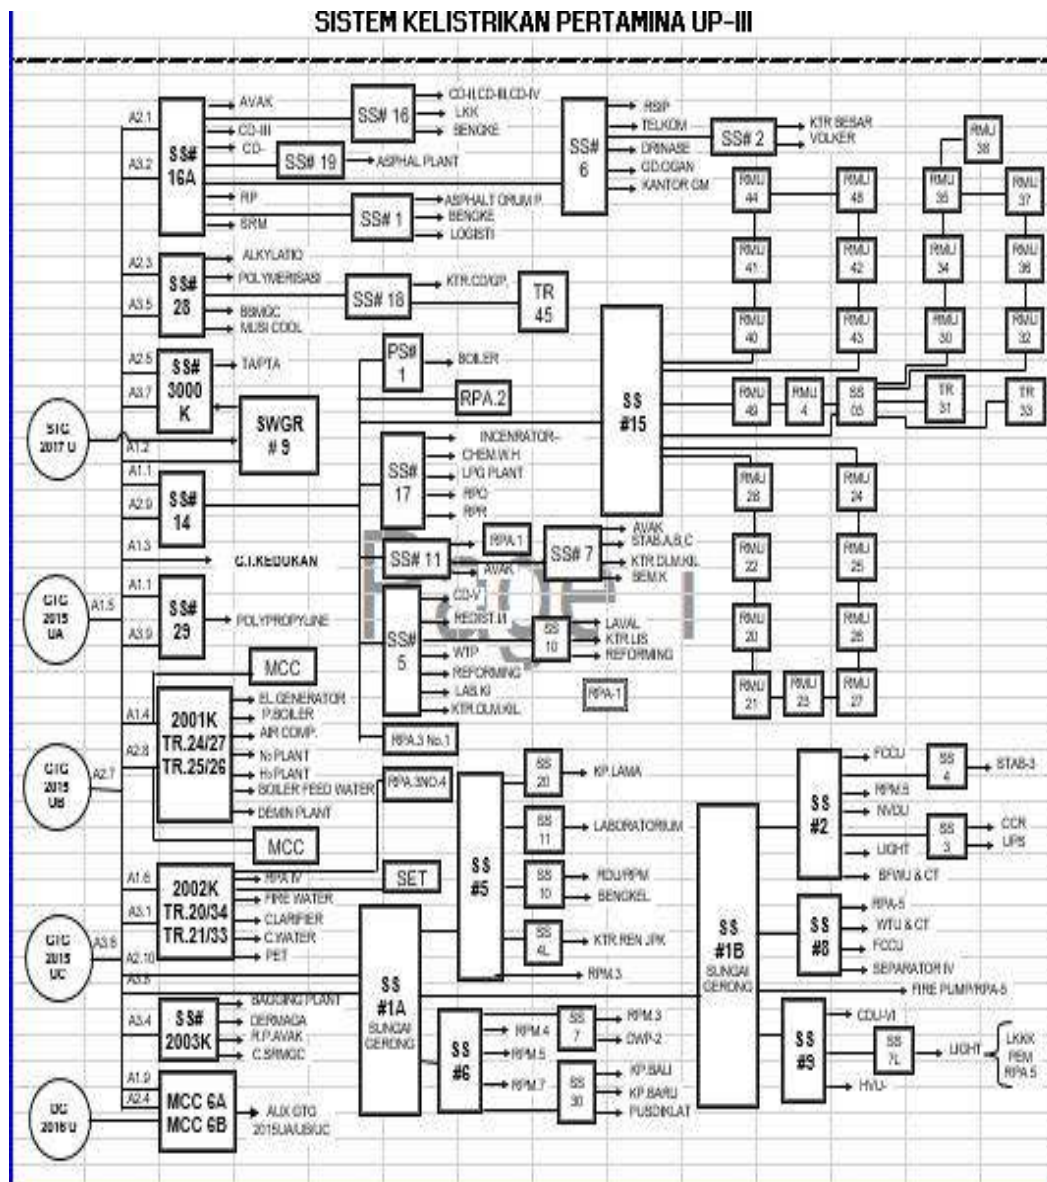 SISTEM KELISTRIKAN PERTAMINA UP-III
A2.1
A3.2
SS#
16A
AVAK
CD-III
CD-
RP
SRM
SS# 16
CD-II,CD-III,CD-IV
LKK
BENGKE
SS# 19
ASPHAL PLANT
SS# 1
ASPHALT DRUM P.
BENGKE
LOGISTI
SS#
6
RSIP
TELKOM
DRINASE
GD.OGAN
KANTOR GM
SS# 2
KTR BESAR
VOLKER
RMU
38
RMU
44
RMU
RMU
35
RMU
37
RMU
41
RMU
42
RMU
34
RMU
36
RMU
40
RMU
43
RMU
30
RMU
32
A2.3
A3.5
SS#
28
ALKYLATIO
POLYMERISASI
BBMGC
MUSI COOL
SS# 18
KTR.CD/GP.
TR
45
A2.5
A3.7
SS#
3000
K
TA/PTA
PS#
1
BOILER
RPA.2
SS
#15
RMU
49
RMU
4
SS
TR
31
TR
33
STG
2017 U
A1.2
SWGR
# 9
A1.1
A2.9
SS#
14
A1.3
G.I.KEDUKAN
SS#
17
INCENRATOR--
CHEM.W.H
LPG PLANT
RPO
RPR
SS# 11
RPA.1
AVAK
SS# 7
AVAK
STAB.A,B,C
KTR.DLM.KIL
BEM.K
RMU
RMU
24
RMU
22
RMU
25
RMU
20
RMU
RMU
21
RMU
23
RMU
27
GTG
2015
UA
A1.5
A1.1
A3.9
SS#
29
POLYPROPYLINE
SS#
5
CD-V
REDIST.I/I
WTP
REFORMING
LAB.KI
KTR.DLM.KIL
SS
10
LAVAL
KTR.LIS
REFORMING
RPA-1
Page 1
MCC
A1.4
A2.8
2001K
TR.24/27
TR.25/26
EL.GENERATOR
P.BOILER
AIR COMP.
N2 PLANT
H2 PLANT
BOILER FEED WATER
DEMIN PLANT
RPA.3 No.1
RPA.3NO.4
GTG
2015
UB
A2.7
MCC
A1.6
A3.1
A2.10
2002K
TR.20/34
TR.21/33
RPA IV
FIRE WATER
CLARIFIER
C.WATER
PET
SET
GTG
2015
UC
SS
#5
SS
20
KP.LAMA
SS
11
LABORATORIUM
SS
10
RDU/RPM
BENGKEL
SS
4L
KTR.REN JPK
RPM.3
SS
#1A
SUNGAI
GERONG
SS
#1B
SUNGAI
GERONG
SS
#2
FCCU
SS
4
STAB-3
NVDU
LIGHT
SS
3
CCR
UPS
BFWU & CT
SS
#8
RPA-5
WTU & CT
FCCU
SEPARATOR IV
FIRE PUMP/RPA-5
A3.4
SS#
2003K
BAGGING PLANT
DERMAGA
R.P.AVAK
C.SRMGC
SS
#6
RPM.4
RPM.5
RPM.7
SS
7
RPM.3
CWP-2
SS
30
KP.BALI
KP.BARU
PUSDIKLAT
SS
#9
CDU-VI
SS
7L
LIGHT
LKKK
PEM
RPA 5
HVU-
A1.9
A2.4
MCC 6A
MCC 6B
AUX GTG
2015UA/UB/UC
2016 U